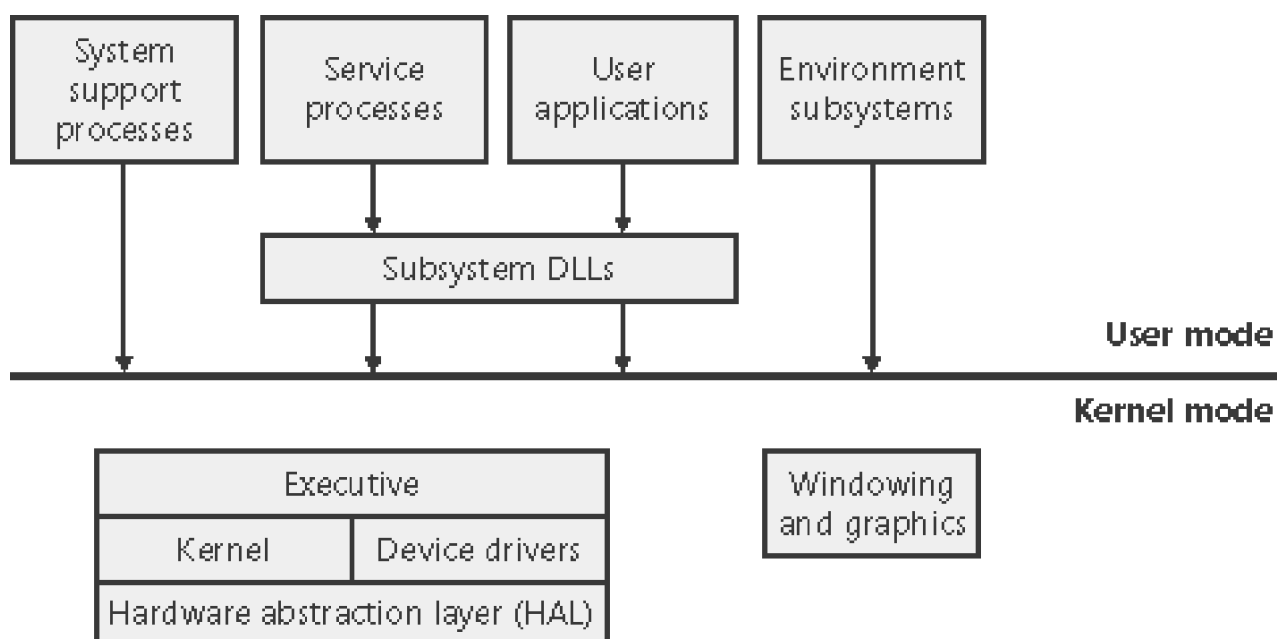 System
support
processes
Service
processes
User
applications
Environment
subsystems
Subsystem DLLs
User mode
Kernel mode
Executive
Kernel
Device drivers
Hardware abstraction layer (HAL)
Windowing
and graphics